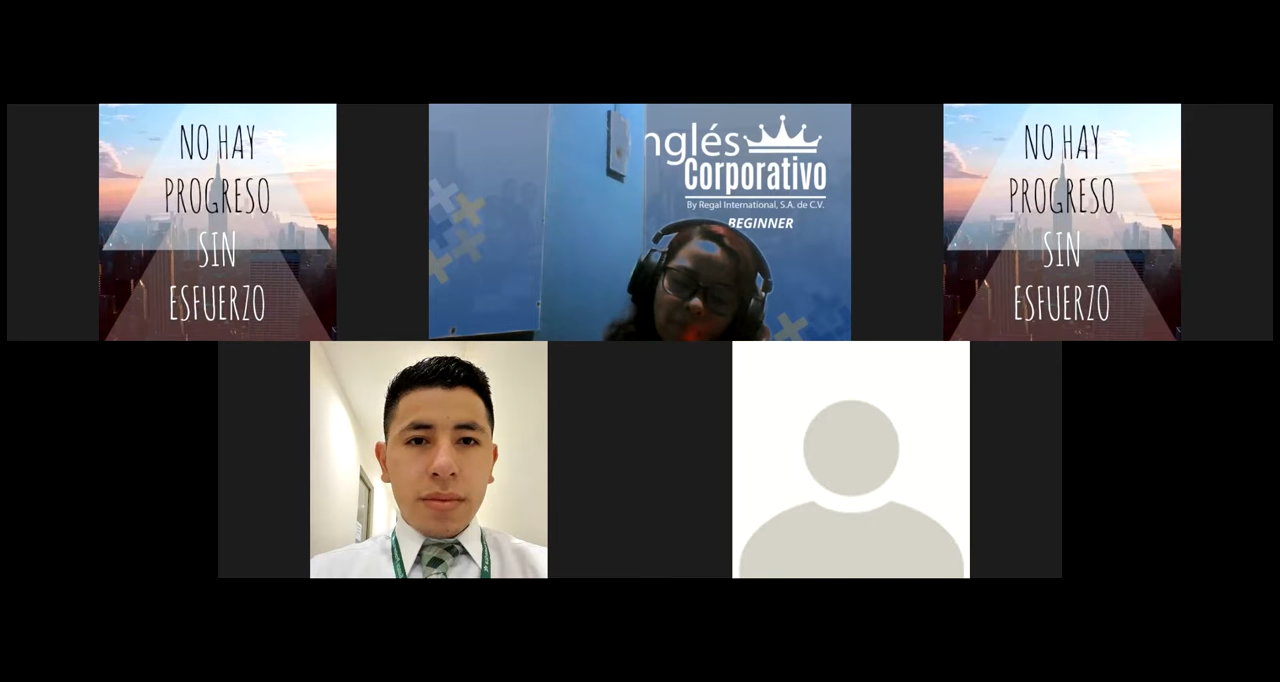 NO HAY
PROGRESO
SIN
ESFUERZO
nglés
Corporativo
By Regal International, S.A. de C.V.
BEGINNER
NO HAY
PROGRESO
SIN
ESFUERZO